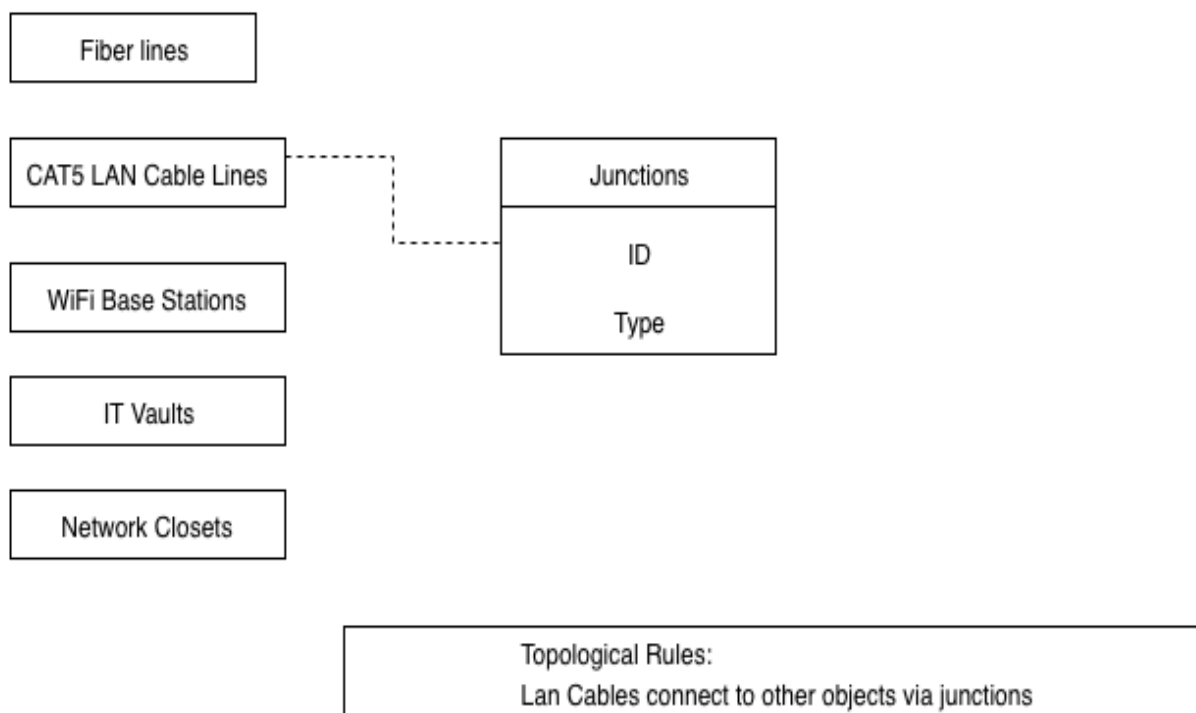 Fiber lines
CAT5 LAN Cable Lines
Junctions
ID
Type
WiFi Base Stations
IT Vaults
Network Closets
Topological Rules:
Lan Cables connect to other objects via junctions